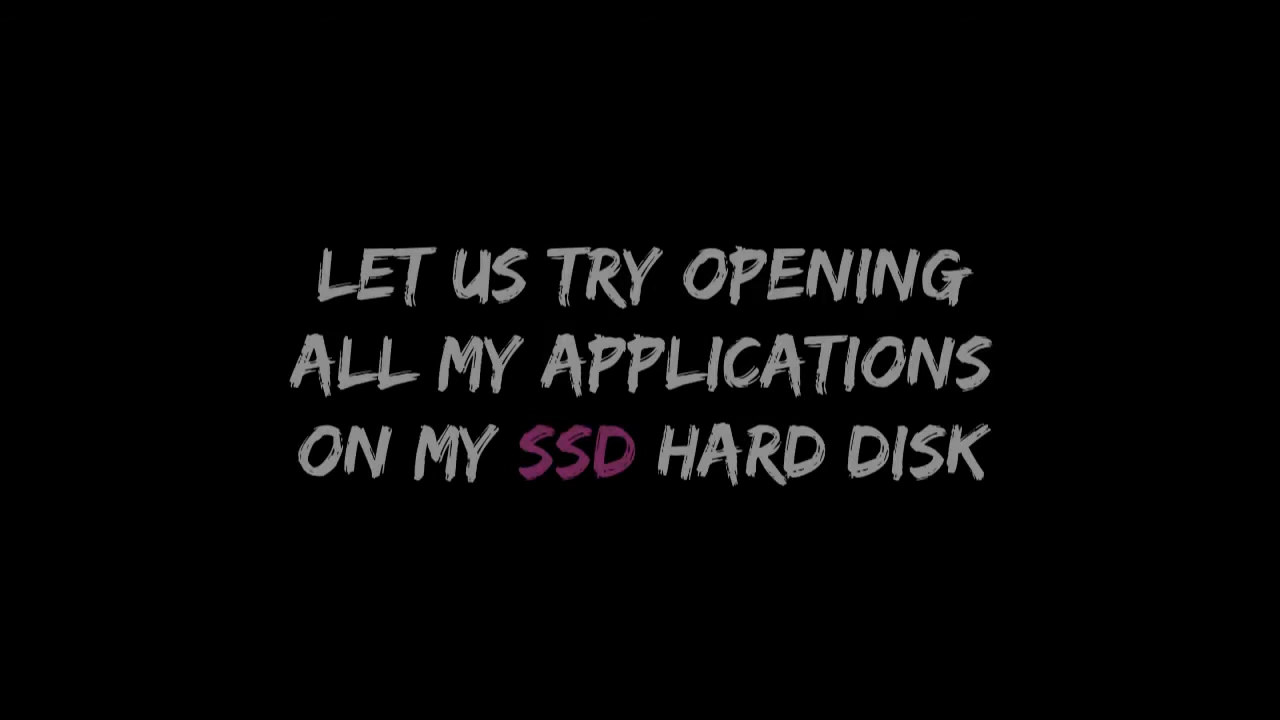 LET US TRY OPENING
ALL MY APPLICATIONS
ON MY SSD HARD DISK